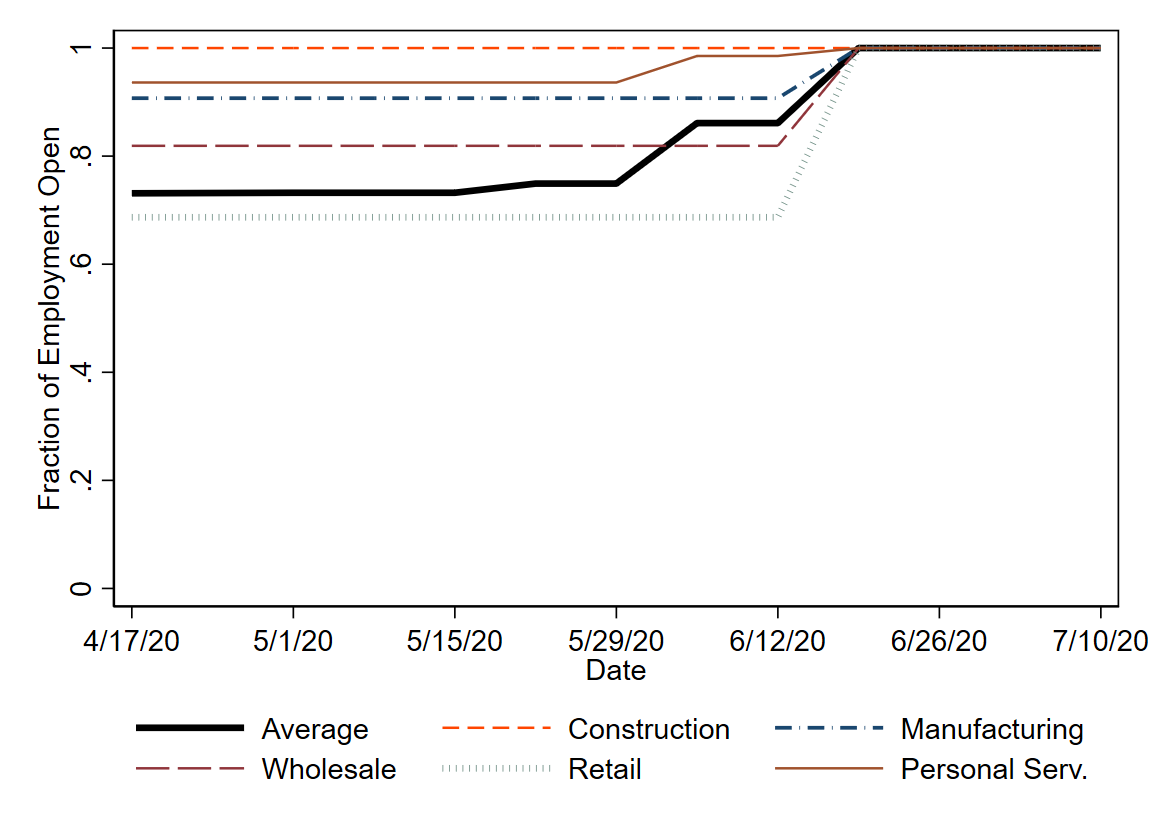 Fraction of Employment Open
1
.8
.6
.4
.2
0
4/17/20 5/1/20 5/15/20 5/29/20 6/12/20 6/26/20 7/10/20
Date
Average Construction Manufacturing
Wholesale Retail Personal Serv.